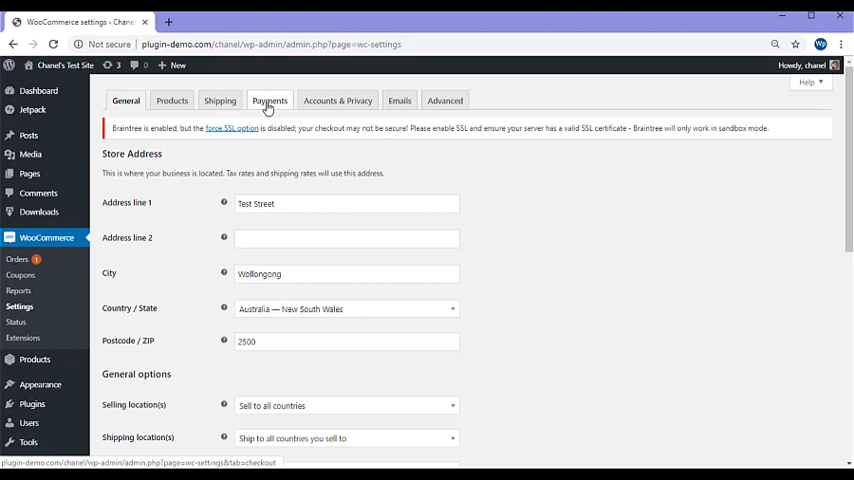 WooCommerce settings ‹ Chanel
Not secure
plugin-demo.com/chanel/wp-admin/admin.php?page=wc-settings
Chanel's Test Site
3
0
New
Howdy, chanel
Help
Dashboard
Jetpack
Posts
Media
Pages
Comments
Downloads
WooCommerce
Orders 1
Coupons
Reports
Settings
Status
Extensions
Products
Appearance
Plugins
Users
Tools
General Products Shipping Payments Accounts & Privacy Emails Advanced
Braintree is enabled, but the force SSL option is disabled; your checkout may not be secure! Please enable SSL and ensure your server has a valid SSL certificate - Braintree will only work in sandbox mode.
Store Address
This is where your business is located. Tax rates and shipping rates will use this address.
Address line 1 Test Street
Address line 2
City Wollongong
Country / State Australia — New South Wales
Postcode / ZIP 2500
General options
Selling location(s) Sell to all countries
Shipping location(s) Ship to all countries you sell to
plugin-demo.com/chanel/wp-admin/admin.php?page=wc-settings&tab=checkout